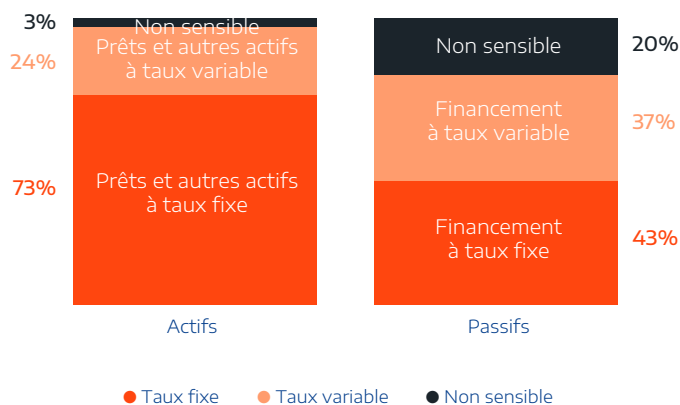 3%
Non sensible
24%
Prêts et autres actifs
à taux variable
73%
Prêts et autres actifs
à taux fixe
Actifs
Non sensible
20%
Financement
à taux variable
37%
Financement
à taux fixe
43%
Passifs
Taux fixe
Taux variable
Non sensible